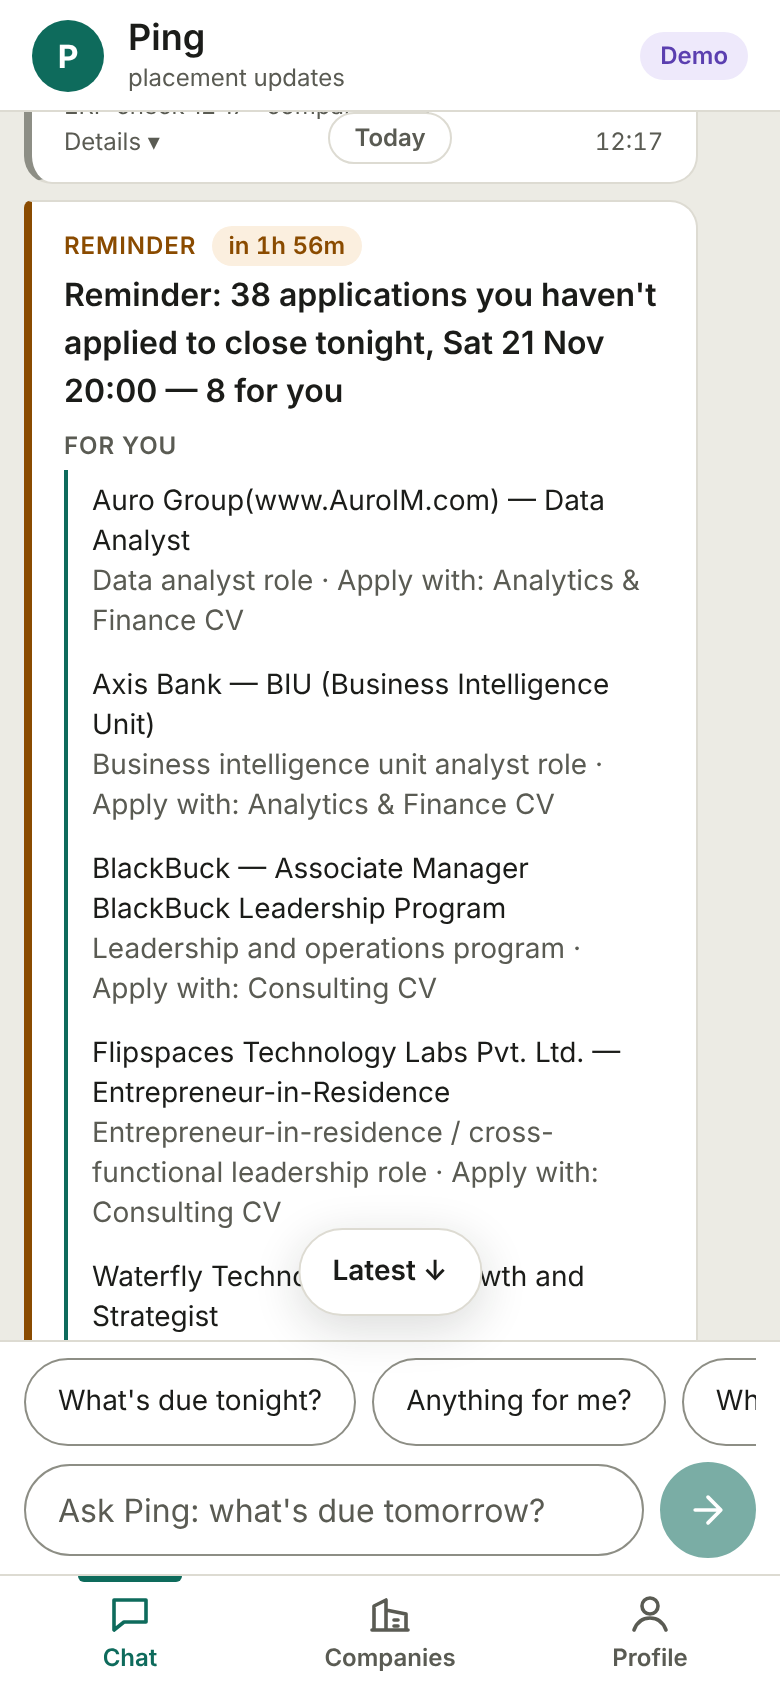 P
Ping
placement updates
Demo
Details ▾
Today
12:17
REMINDER
in 1h 56m
Reminder: 38 applications you haven't
applied to close tonight, Sat 21 Nov
20:00 — 8 for you
FOR YOU
Auro Group(www.AuroIM.com) — Data
Analyst
Data analyst role · Apply with: Analytics &
Finance CV
Axis Bank — BIU (Business Intelligence
Unit)
Business intelligence unit analyst role ·
Apply with: Analytics & Finance CV
BlackBuck — Associate Manager
BlackBuck Leadership Program
Leadership and operations program ·
Apply with: Consulting CV
Flipspaces Technology Labs Pvt. Ltd. —
Entrepreneur-in-Residence
Entrepreneur-in-residence / cross-
functional leadership role · Apply with:
Consulting CV
Waterfly and
Strategist
Latest ↓
What's due tonight?
Anything for me?
Ask Ping: what's due tomorrow?
Chat
Companies
Profile